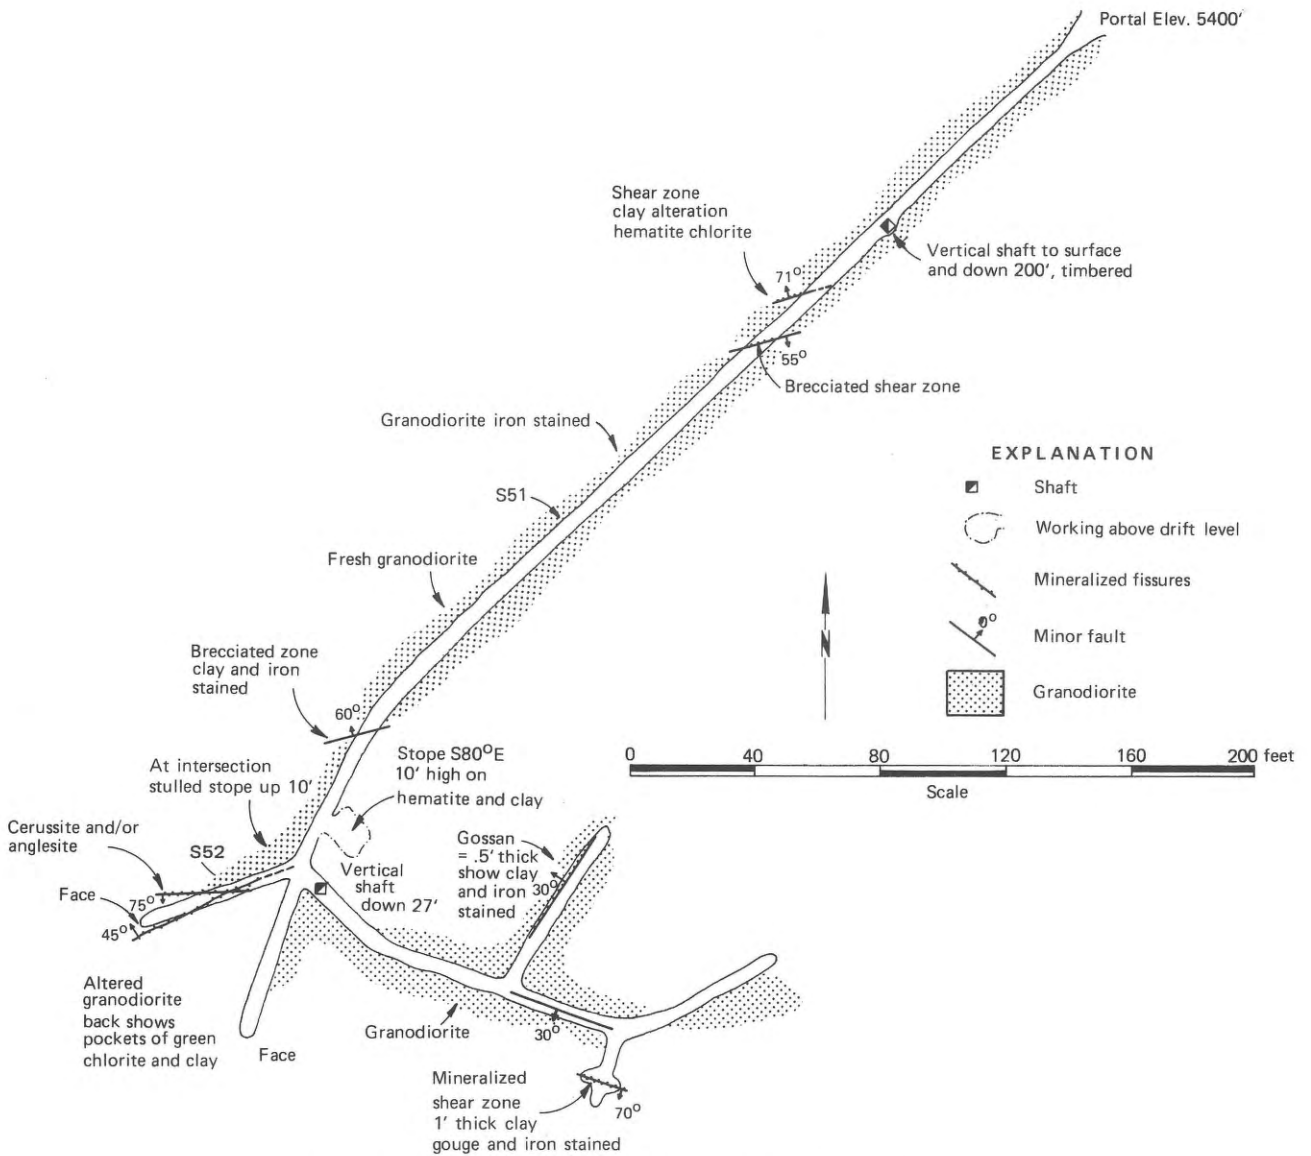 Portal Elev. 5400'
Shear zone
clay alteration
hematite chlorite
71°
Vertical shaft to surface
and down 200', timbered
55°
Brecciated shear zone
Granodiorite iron stained
S51
Fresh granodiorite
EXPLANATION
Shaft
Working above drift level
Mineralized fissures
Minor fault
Granodiorite
N
Brecciated zone
clay and iron
stained
60°
0 40 80 120 160 200 feet
Scale
At intersection
stulled stope up 10'
Stope S80°E
10' high on
hematite and clay
Cerussite and/or
anglesite
S52
Face
75°
45°
Vertical
shaft
down 27'
Gossan
= .5' thick
show clay
and iron
stained
30°
Altered
granodiorite
back shows
pockets of green
chlorite and clay
Face
Granodiorite
30°
Mineralized
shear zone
1' thick clay
gouge and iron stained
70°